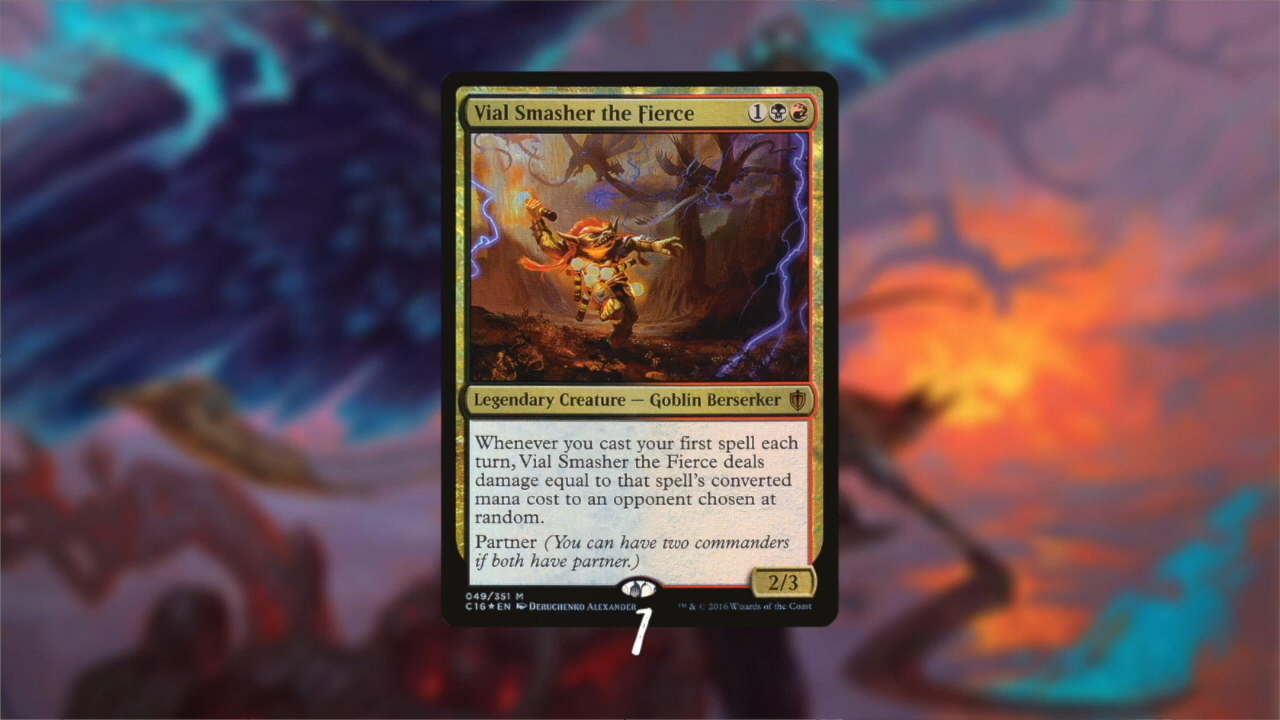 Vial Smasher the Fierce 1
Legendary Creature — Goblin Berserker
Whenever you cast your first spell each
turn, Vial Smasher the Fierce deals
damage equal to that spell's converted
mana cost to an opponent chosen at
random.
Partner (You can have two commanders
if both have partner.)
2/3
049/351 M
C16★EN Deruchenko Alexander ™ & © 2016 Wizards of the Coast
1